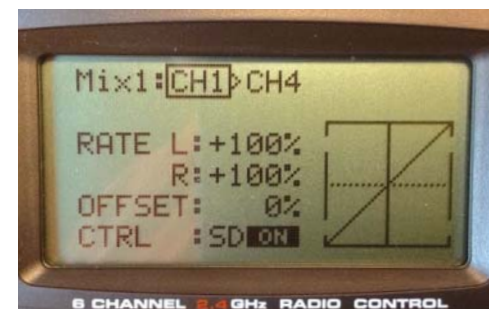 Mix1:CH1>CH4
RATE L:+100%
R:+100%
OFFSET: 0%
CTRL :SD ON
6 CHANNEL 2.4GHz RADIO CONTROL